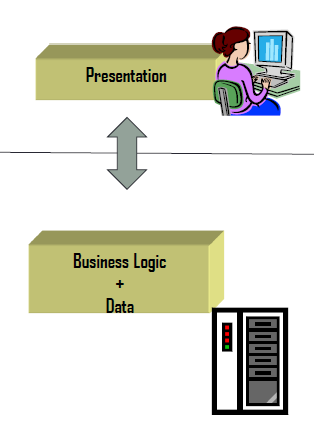 Presentation
Business Logic
+
Data